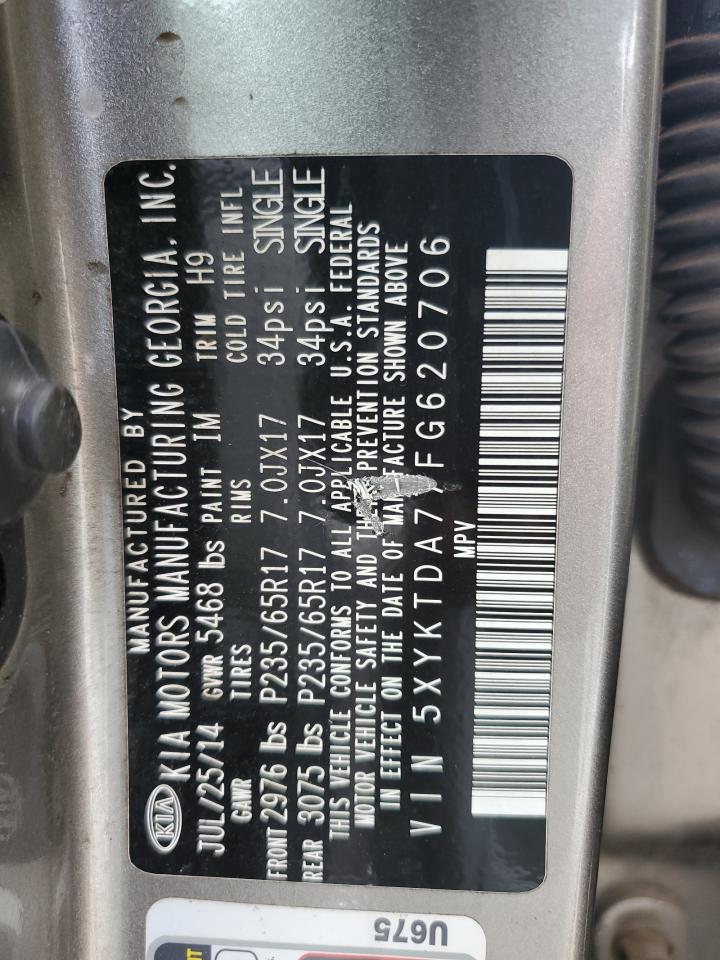 MANUFACTURED BY
KIA KIA MOTORS MANUFACTURING GEORGIA, INC.
JUL/25/14 GVWR 5468 lbs PAINT IM TRIM H9
GAWR TIRES RIMS COLD TIRE INFL
FRONT 2976 lbs P235/65R17 7.0JX17 34psi SINGLE
REAR 3075 lbs P235/65R17 7.0JX17 34psi SINGLE
THIS VEHICLE CONFORMS TO ALL APPLICABLE U.S.A. FEDERAL
MOTOR VEHICLE SAFETY AND PREVENTION STANDARDS
IN EFFECT ON THE DATE OF MANUFACTURE SHOWN ABOVE
VIN 5XYKTDA77FG620706
MPV
U675